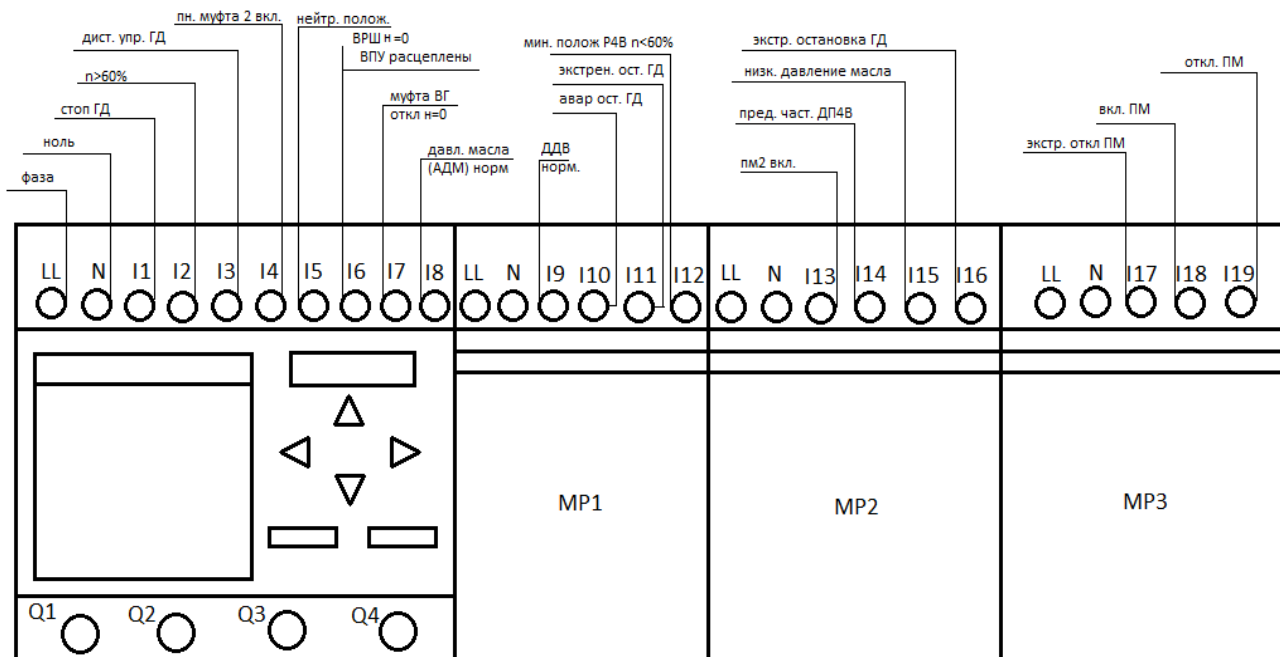 пн. муфта 2 вкл.
нейтр. полож.
дист. упр. ГД
ВРШ н =0
ВПУ расцеплены
n>60%
стоп ГД
муфта ВГ
откл н=0
ноль
давл. масла
(АДМ) норм
фаза
мин. полож Р4В n<60%
экстрен. ост. ГД
авар ост. ГД
ДДВ
норм.
экстр. остановка ГД
низк. давление масла
пред. част. ДП4В
пм2 вкл.
откл. ПМ
вкл. ПМ
экстр. откл ПМ
LL N I1 I2 I3 I4 I5 I6 I7 I8 LL N I9 I10 I11 I12 LL N I13 I14 I15 I16 LL N I17 I18 I19
MP1 MP2 MP3
Q1 Q2 Q3 Q4